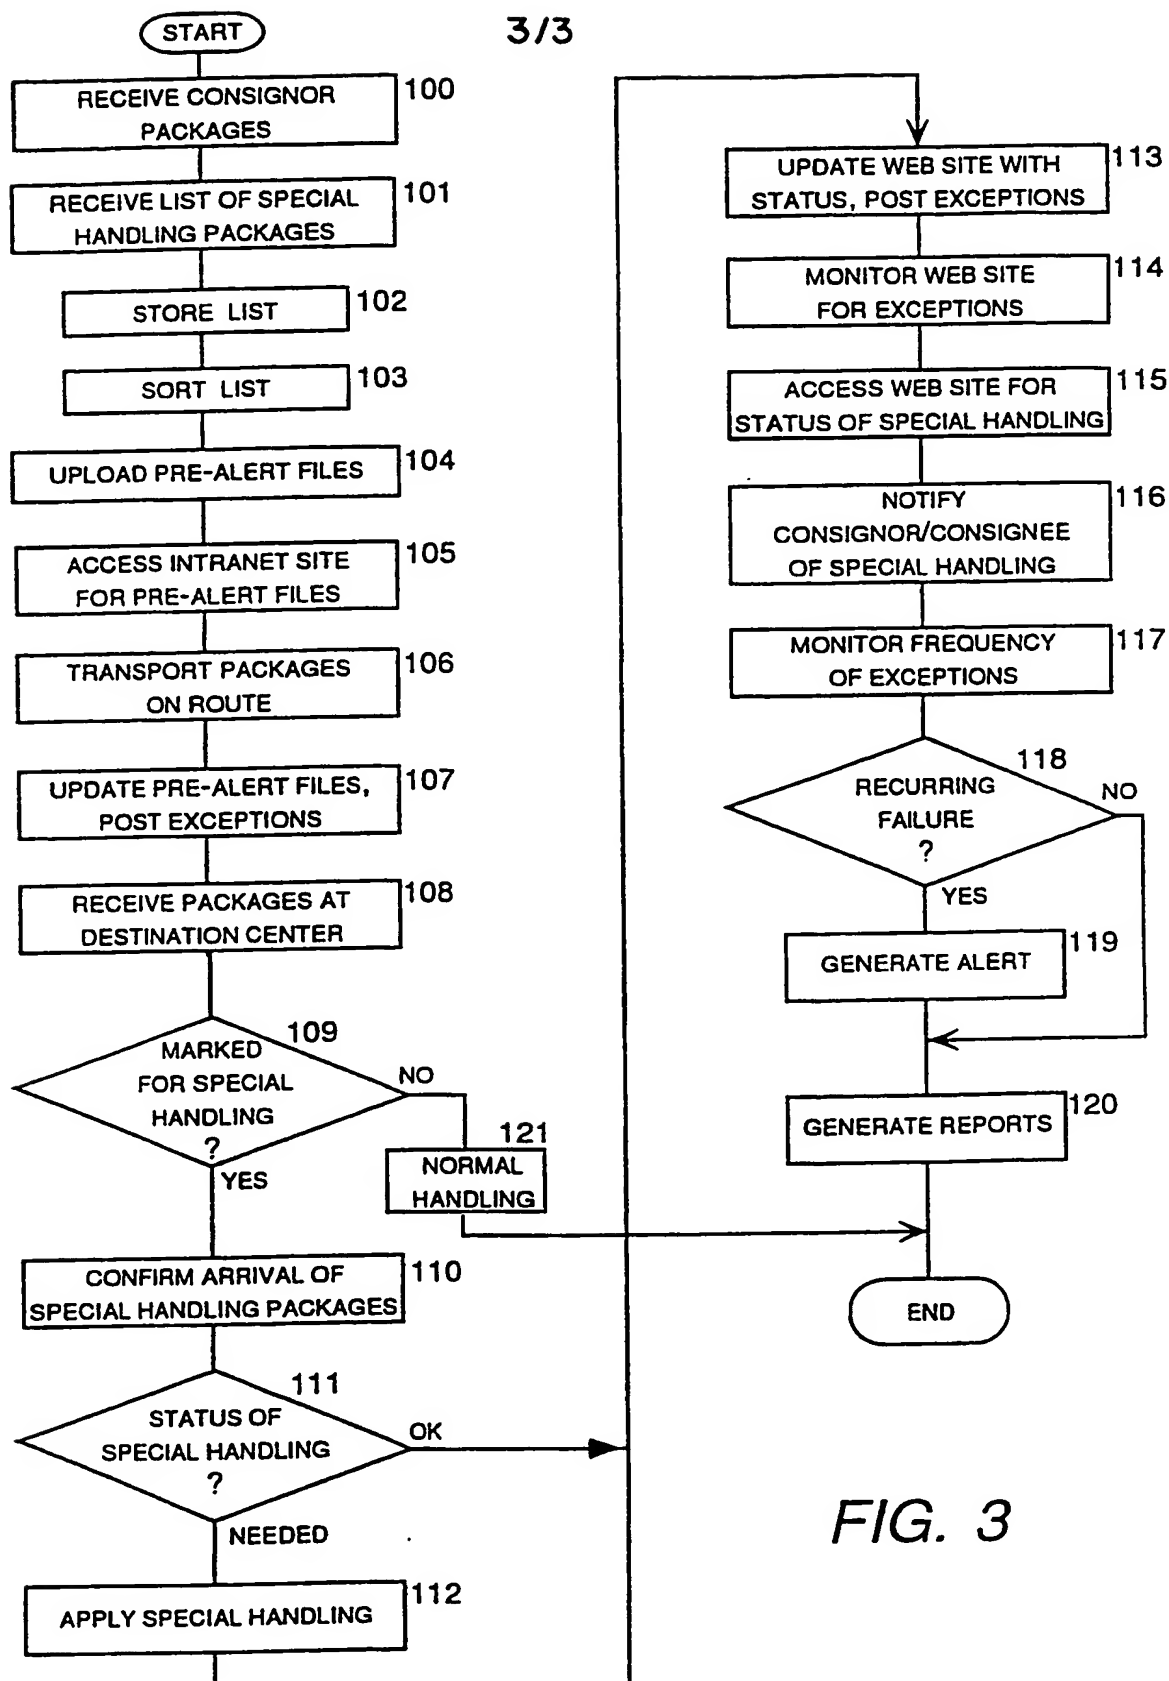 3/3
START
RECEIVE CONSIGNOR
PACKAGES
100
RECEIVE LIST OF SPECIAL
HANDLING PACKAGES
101
STORE LIST
102
SORT LIST
103
UPLOAD PRE-ALERT FILES
104
ACCESS INTRANET SITE
FOR PRE-ALERT FILES
105
TRANSPORT PACKAGES
ON ROUTE
106
UPDATE PRE-ALERT FILES,
POST EXCEPTIONS
107
RECEIVE PACKAGES AT
DESTINATION CENTER
108
MARKED
FOR SPECIAL
HANDLING
?
109
NO
YES
121
NORMAL
HANDLING
CONFIRM ARRIVAL OF
SPECIAL HANDLING PACKAGES
110
STATUS OF
SPECIAL HANDLING
?
111
OK
NEEDED
APPLY SPECIAL HANDLING
112
UPDATE WEB SITE WITH
STATUS, POST EXCEPTIONS
113
MONITOR WEB SITE
FOR EXCEPTIONS
114
ACCESS WEB SITE FOR
STATUS OF SPECIAL HANDLING
115
NOTIFY
CONSIGNOR/CONSIGNEE
OF SPECIAL HANDLING
116
MONITOR FREQUENCY
OF EXCEPTIONS
117
RECURRING
FAILURE
?
118
NO
YES
GENERATE ALERT
119
GENERATE REPORTS
120
END
FIG. 3